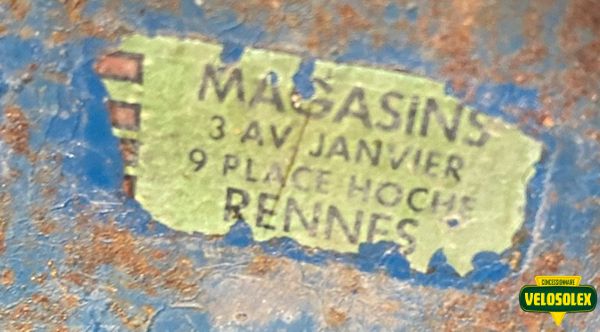 MAGASINS
3 AV JANVIER
9 PLACE HOCHE
RENNES
CONCESSIONNAIRE
VELOSOLEX